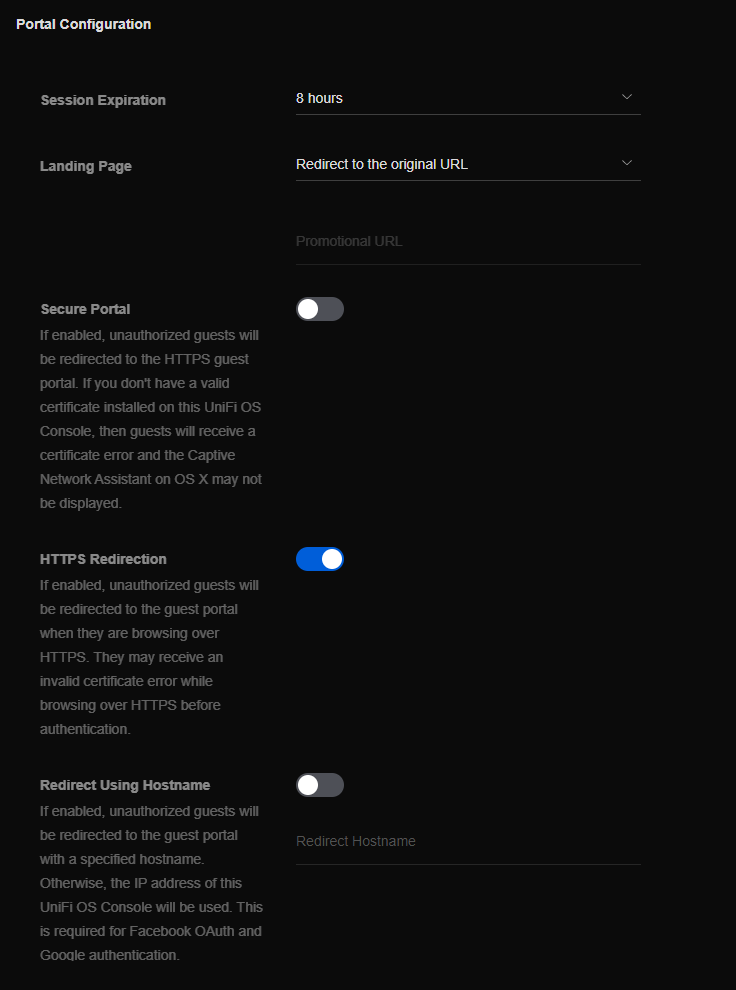 Portal Configuration
Session Expiration
8 hours
Landing Page
Redirect to the original URL
Promotional URL
Secure Portal
If enabled, unauthorized guests will
be redirected to the HTTPS guest
portal. If you don't have a valid
certificate installed on this UniFi OS
Console, then guests will receive a
certificate error and the Captive
Network Assistant on OS X may not
be displayed.
HTTPS Redirection
If enabled, unauthorized guests will
be redirected to the guest portal
when they are browsing over
HTTPS. They may receive an
invalid certificate error while
browsing over HTTPS before
authentication.
Redirect Using Hostname
If enabled, unauthorized guests will
be redirected to the guest portal
with a specified hostname.
Otherwise, the IP address of this
UniFi OS Console will be used. This
is required for Facebook OAuth and
Google authentication.
Redirect Hostname